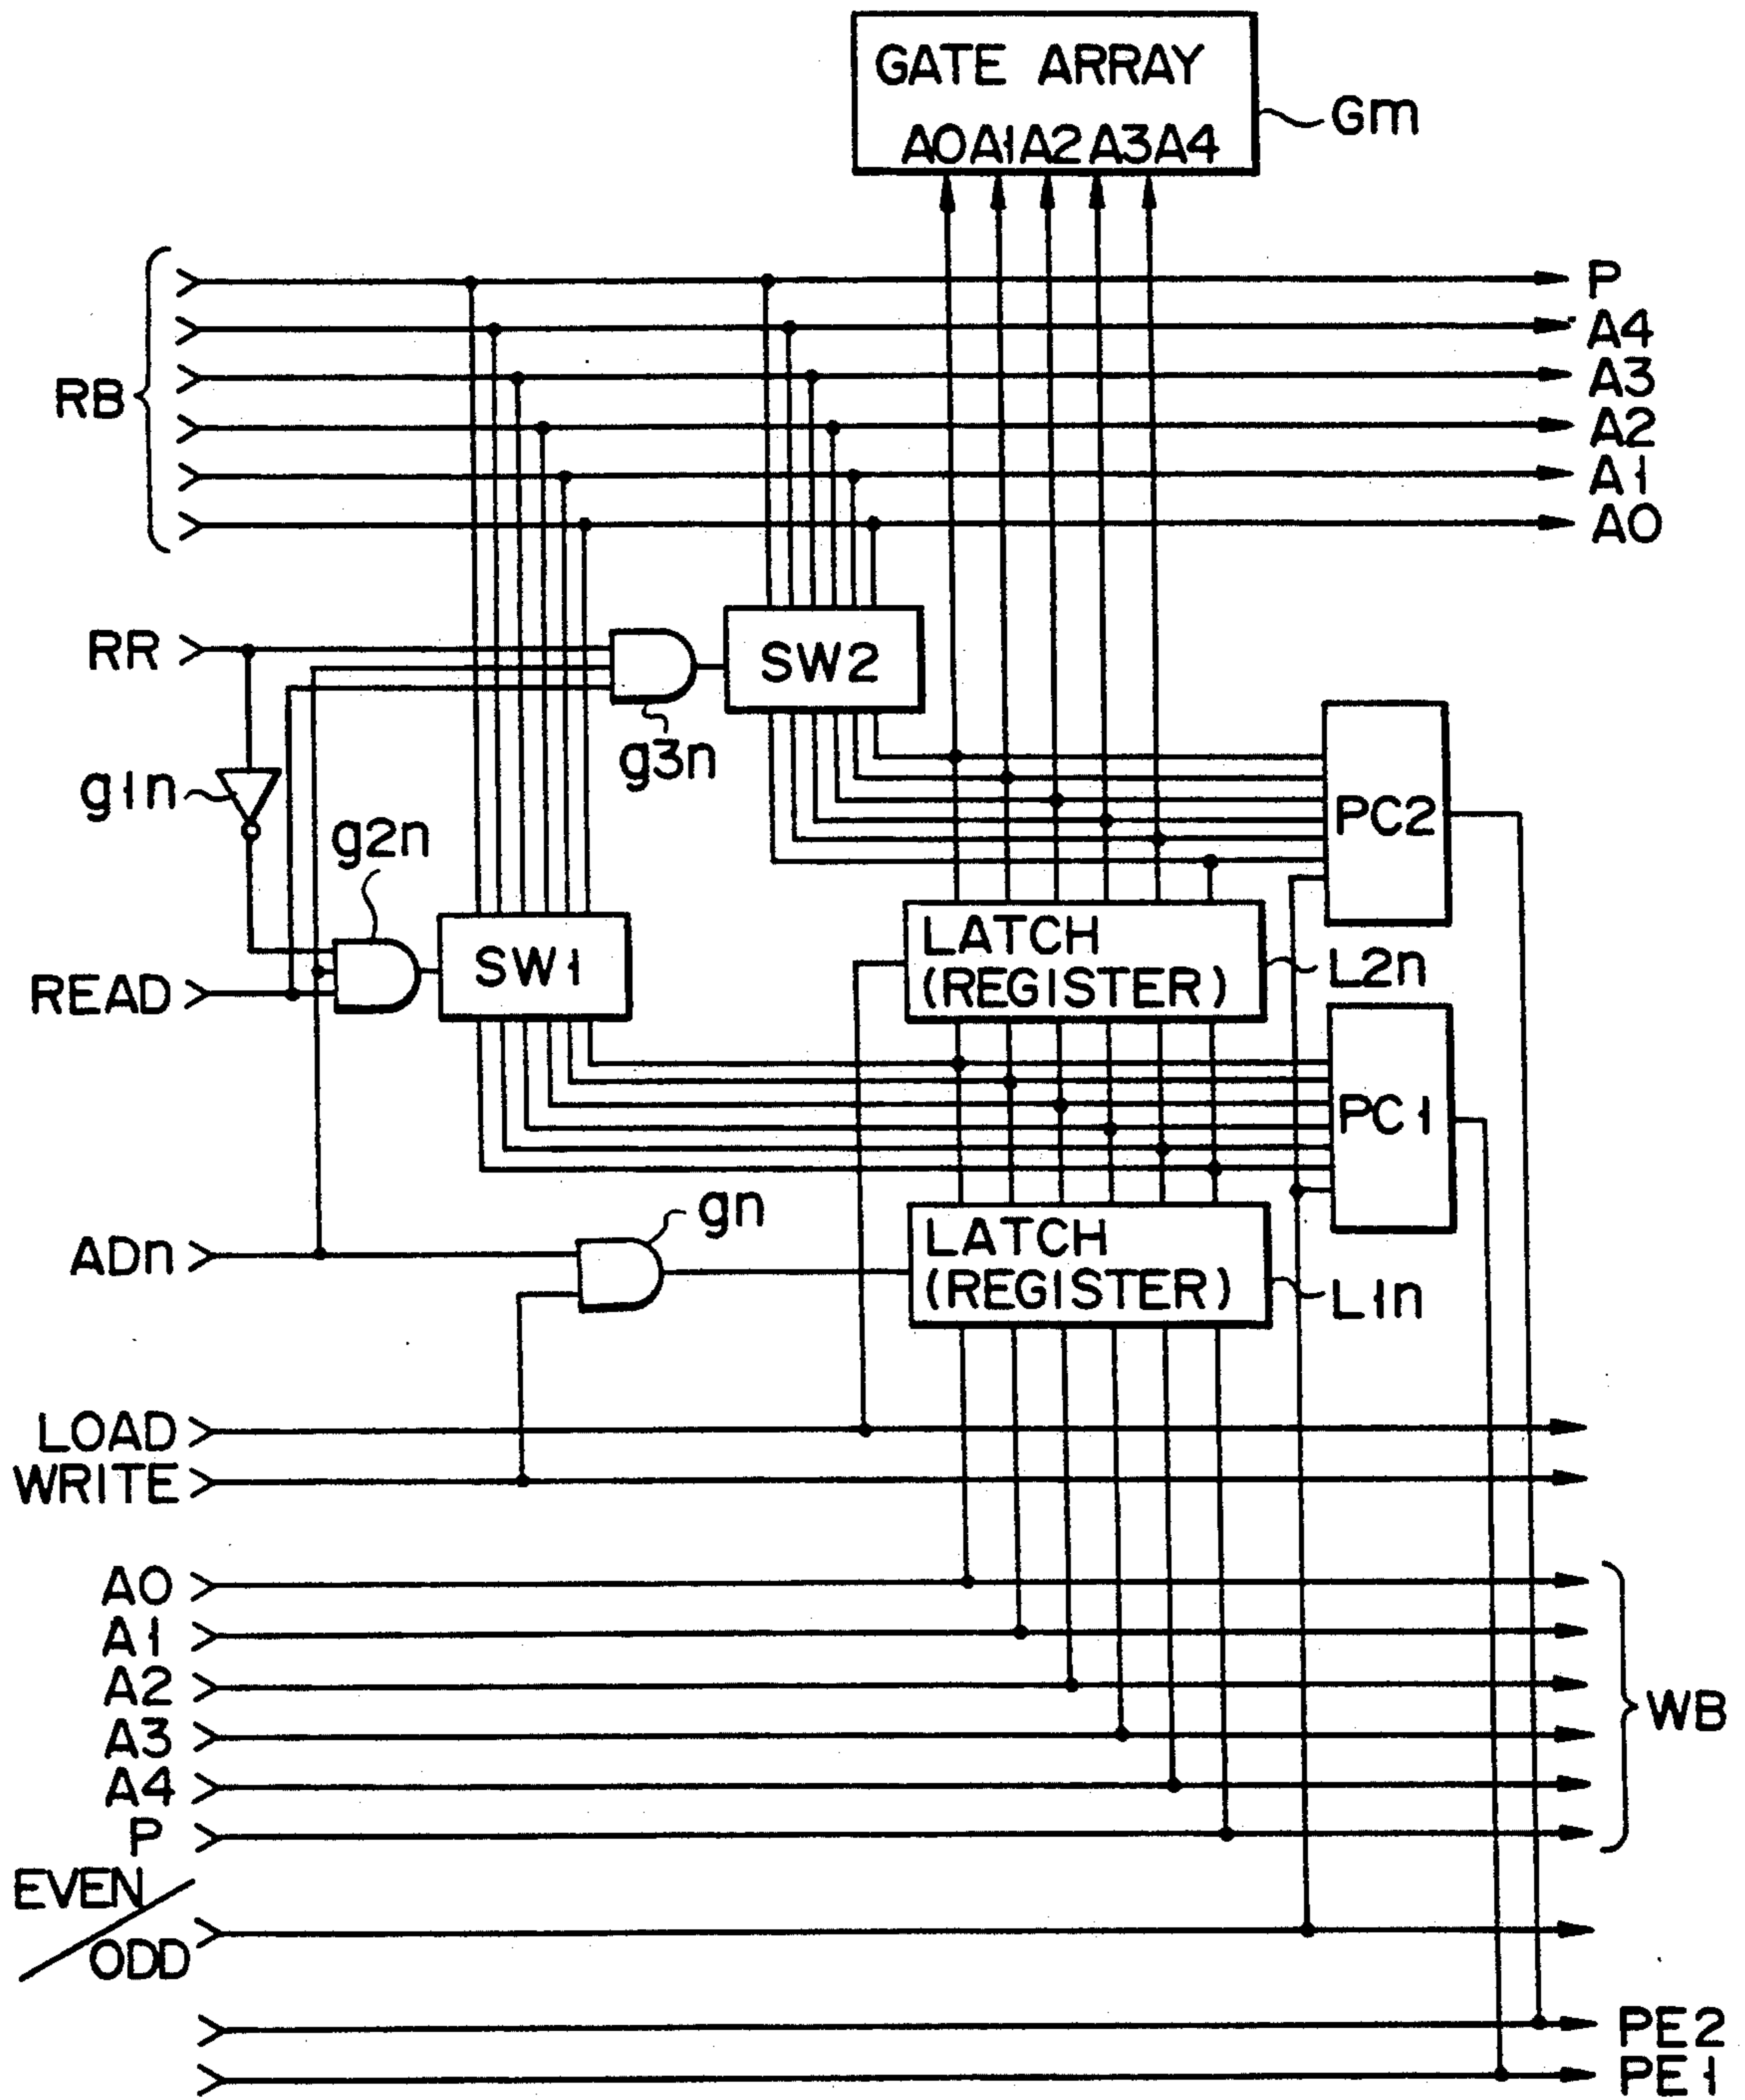 GATE ARRAY
A0 A1 A2 A3 A4
Gm
P
A4
RB
A3
A2
A1
A0
RR
SW2
g3n
g1n
PC2
g2n
LATCH
(REGISTER)
SW1
L2n
READ
PC1
gn
LATCH
(REGISTER)
ADn
L1n
LOAD
WRITE
A0
A1
A2
WB
A3
A4
P
EVEN
ODD
PE2
PE1